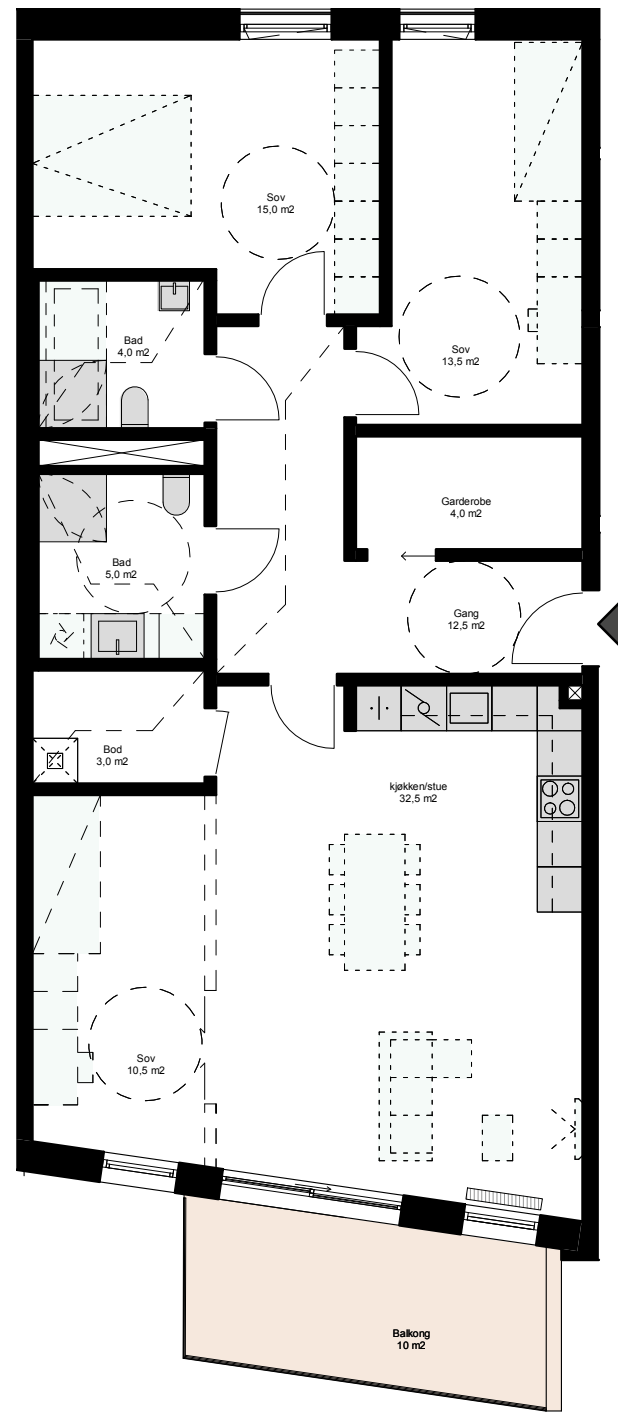 Sov
15,0 m2
Bad
4,0 m2
Sov
13,5 m2
Garderobe
4,0 m2
Bad
5,0 m2
Gang
12,5 m2
Bod
3,0 m2
kjøkken/stue
32,5 m2
Sov
10,5 m2
Balkong
10 m2